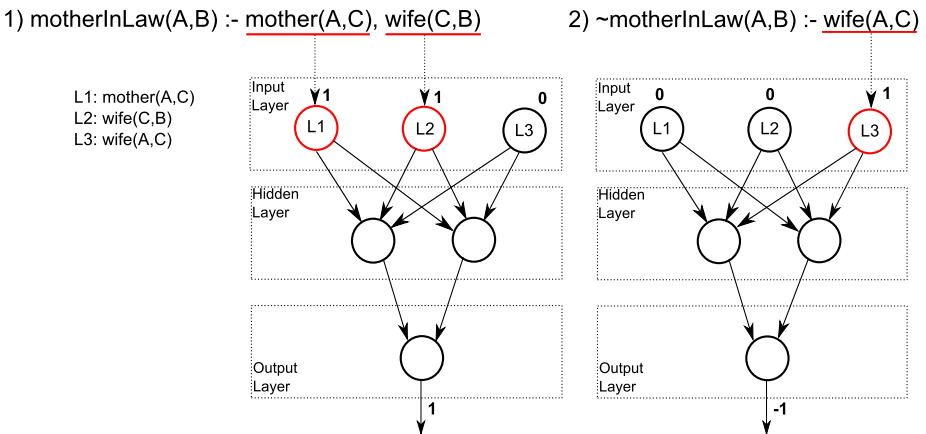 1) motherInLaw(A,B) :- mother(A,C), wife(C,B)
2) ~motherInLaw(A,B) :- wife(A,C)
L1: mother(A,C)
L2: wife(C,B)
L3: wife(A,C)
Input
Layer
1
1
0
L1
L2
L3
Hidden
Layer
Output
Layer
1
Input
Layer
0
0
1
L1
L2
L3
Hidden
Layer
Output
Layer
-1